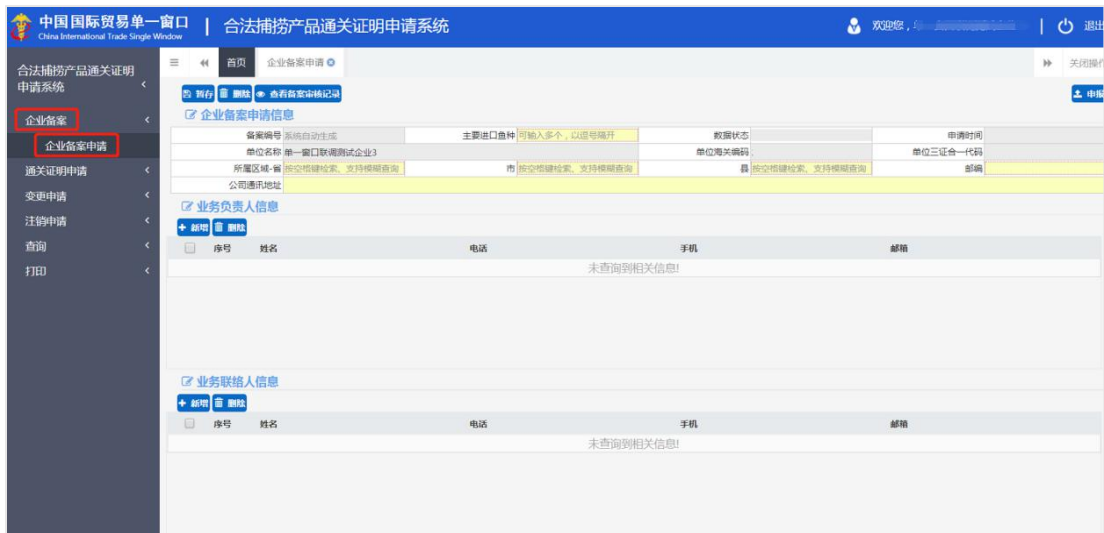 中国国际贸易单一窗口 | 合法捕捞产品通关证明申请系统 欢迎您， 退出
China International Trade Single Window
合法捕捞产品通关证明申请系统
首页 企业备案申请 关闭操作
暂存 删除 查看备案审核记录 申报
企业备案
企业备案申请
通关证明申请
变更申请
注销申请
查询
打印
企业备案申请信息
备案编号 系统自动生成 主要进口鱼种 可输入多个，以逗号隔开 数据状态 申请时间
单位名称 单一窗口联调测试企业3 单位海关编码 单位三证合一代码
所属区域-省 按空格键检索、支持模糊查询 市 按空格键检索、支持模糊查询 县 按空格键检索、支持模糊查询 邮编
公司通讯地址
业务负责人信息
新增 删除
序号 姓名 电话 手机 邮箱
未查询到相关信息!
业务联络人信息
新增 删除
序号 姓名 电话 手机 邮箱
未查询到相关信息!